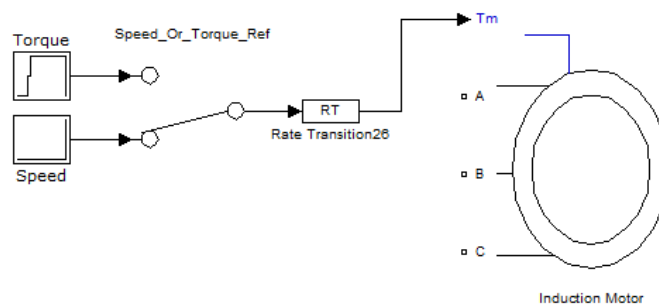 Speed_Or_Torque_Ref
Torque
Tm
RT
Rate Transition26
Speed
A
B
C
Induction Motor